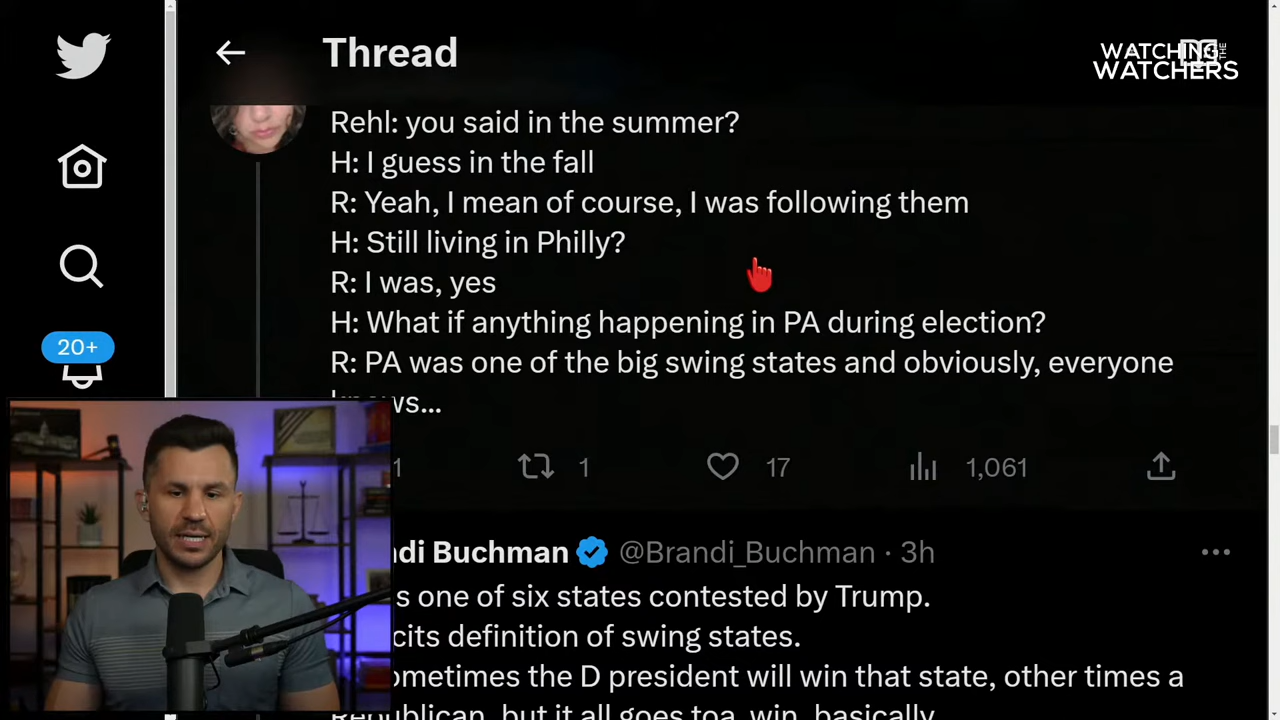 Thread
WATCHING THE
WATCHERS
Rehl: you said in the summer?
H: I guess in the fall
R: Yeah, I mean of course, I was following them
H: Still living in Philly?
R: I was, yes
H: What if anything happening in PA during election?
R: PA was one of the big swing states and obviously, everyone
ws...
20+
1
1
17
1,061
ndi Buchman @Brandi_Buchman · 3h
s one of six states contested by Trump.
cits definition of swing states.
ometimes the D president will win that state, other times a
Republican, but it all goes toa, win, basically